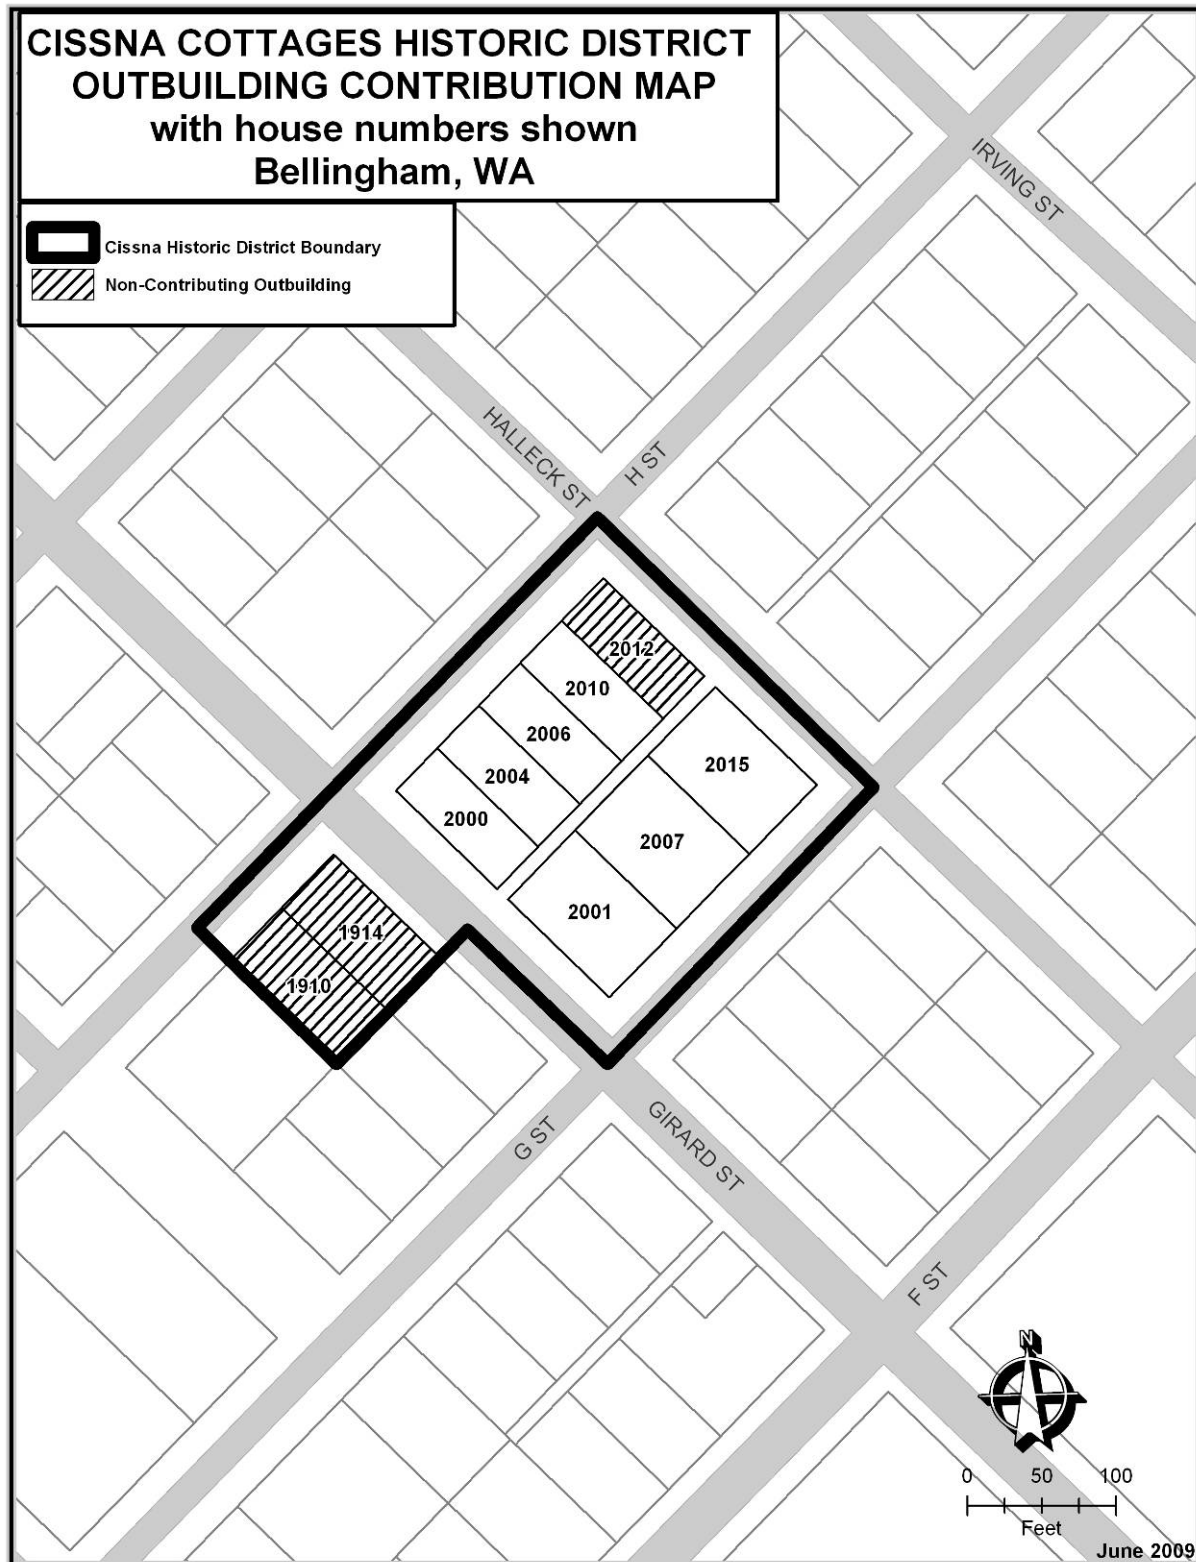 CISSNA COTTAGES HISTORIC DISTRICT
OUTBUILDING CONTRIBUTION MAP
with house numbers shown
Bellingham, WA
Cissna Historic District Boundary
Non-Contributing Outbuilding
IRVING ST
HALLECK ST
H ST
2012
2010
2006
2004
2000
2015
2007
2001
1914
1910
G ST
GIRARD ST
F ST
N
0 50 100
Feet
June 2009